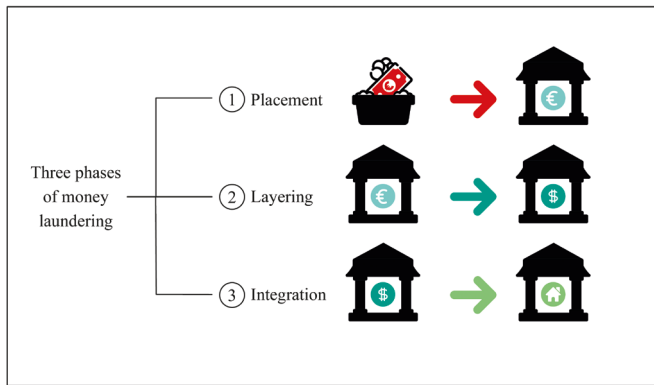 Three phases
of money
laundering
1 Placement
€
€
2 Layering
€
$
3 Integration
$